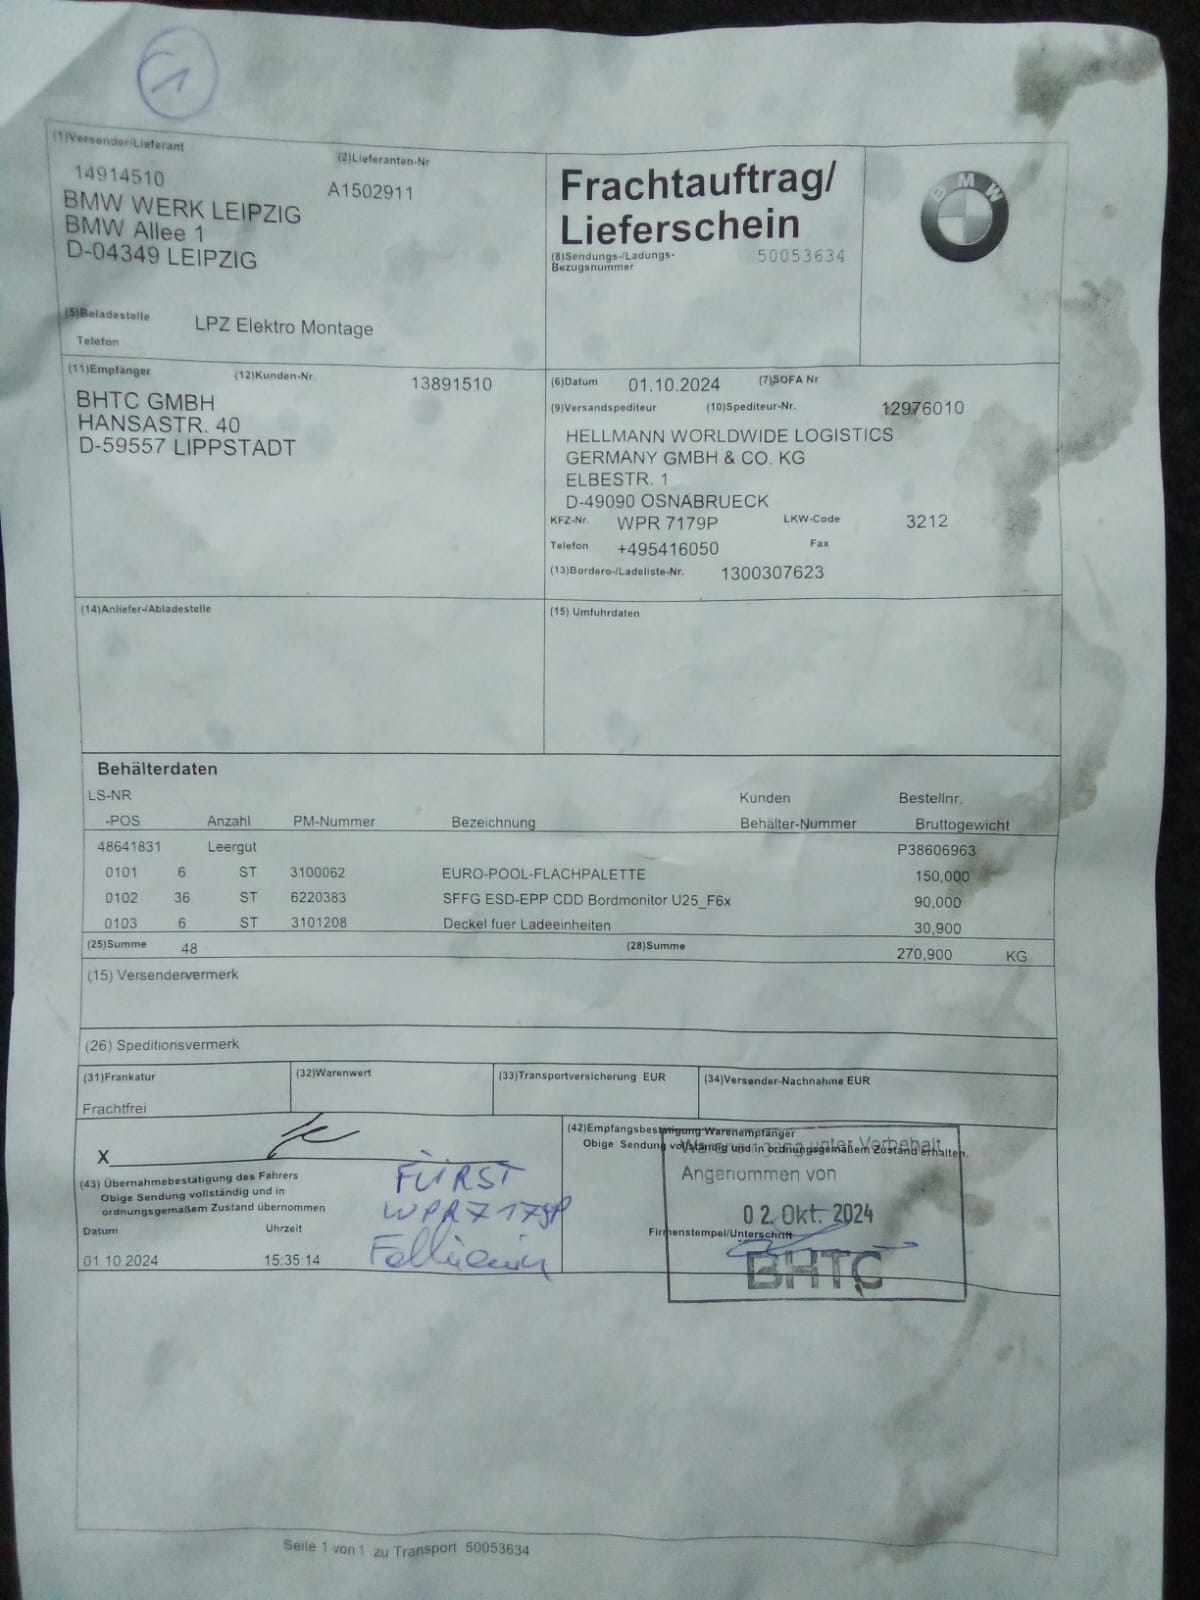 1
(1)Versender/Lieferant
(2)Lieferanten-Nr
14914510
A1502911
BMW WERK LEIPZIG
BMW Allee 1
D-04349 LEIPZIG
(5)Beladestelle
LPZ Elektro Montage
Telefon
Frachtauftrag/
Lieferschein
(8)Sendungs-/Ladungs-
Bezugsnummer
50053634
BMW
(11)Empfänger
(12)Kunden-Nr.
13891510
BHTC GMBH
HANSASTR. 40
D-59557 LIPPSTADT
(6)Datum 01.10.2024 (7)SOFA Nr
(9)Versandspediteur (10)Spediteur-Nr. 12976010
HELLMANN WORLDWIDE LOGISTICS
GERMANY GMBH & CO. KG
ELBESTR. 1
D-49090 OSNABRUECK
KFZ-Nr. WPR 7179P LKW-Code 3212
Telefon +495416050 Fax
(13)Bordero-/Ladeliste-Nr. 1300307623
(14)Anliefer-/Abladestelle
(15) Umfuhrdaten
Behälterdaten
LS-NR Kunden Bestellnr.
-POS Anzahl PM-Nummer Bezeichnung Behälter-Nummer Bruttogewicht
48641831 Leergut P38606963
0101 6 ST 3100062 EURO-POOL-FLACHPALETTE 150,000
0102 36 ST 6220383 SFFG ESD-EPP CDD Bordmonitor U25_F6x 90,000
0103 6 ST 3101208 Deckel fuer Ladeeinheiten 30,900
(25)Summe 48 (28)Summe 270,900 KG
(15) Versendervermerk
(26) Speditionsvermerk
(31)Frankatur (32)Warenwert (33)Transportversicherung EUR (34)Versender-Nachnahme EUR
Frachtfrei
X
(43) Übernahmebestätigung des Fahrers
Obige Sendung vollständig und in
ordnungsgemäßem Zustand übernommen
Datum Uhrzeit
01.10.2024 15:35:14
FÜRST
WPR7179P
(42)Empfangsbestätigung Warenempfänger
Obige Sendung vollständig und in ordnungsgemäßem Zustand erhalten.
unter Vorbehalt
Angenommen von
02. Okt. 2024
Firmenstempel/Unterschrift
BHTC
Seite 1 von 1 zu Transport 50053634